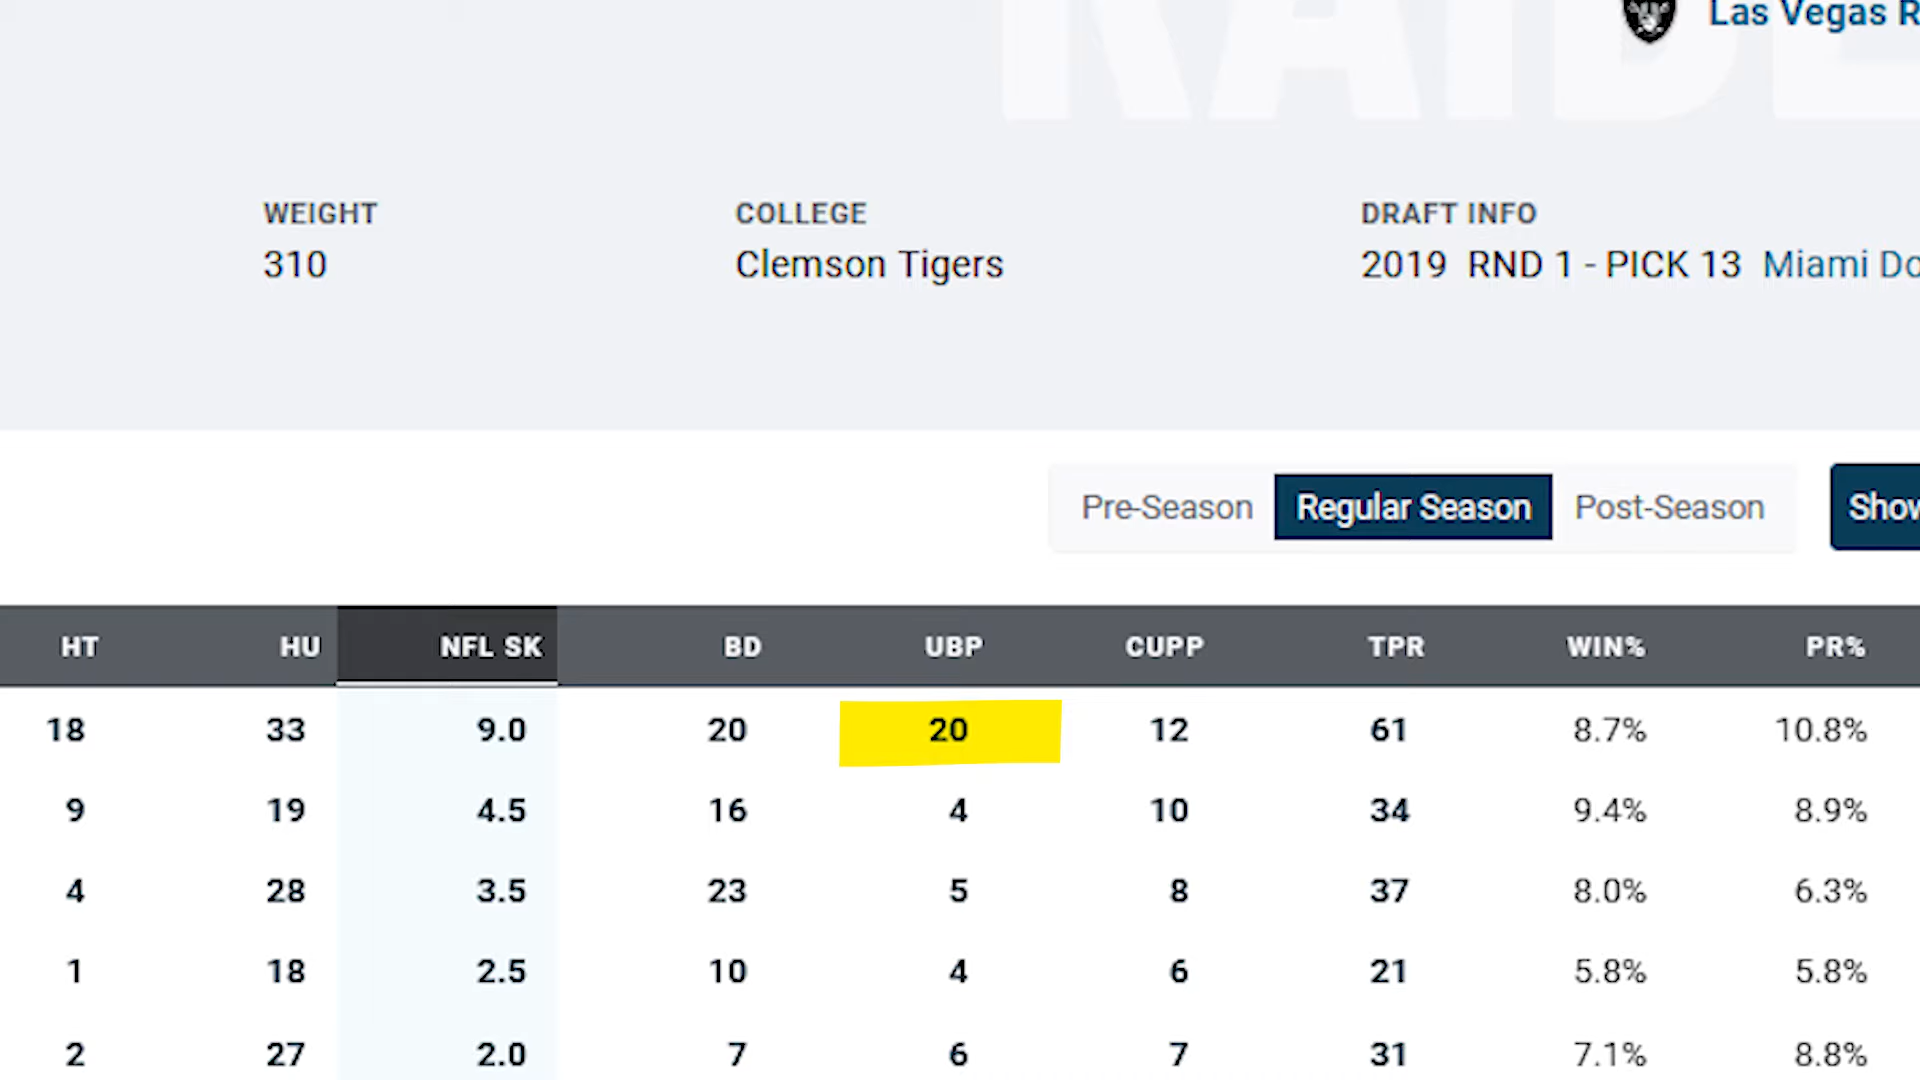 Las Vegas R
WEIGHT COLLEGE DRAFT INFO
310 Clemson Tigers 2019 RND 1 - PICK 13 Miami Do
Pre-Season Regular Season Post-Season Show
HT HU NFL SK BD UBP CUPP TPR WIN% PR%
18 33 9.0 20 20 12 61 8.7% 10.8%
9 19 4.5 16 4 10 34 9.4% 8.9%
4 28 3.5 23 5 8 37 8.0% 6.3%
1 18 2.5 10 4 6 21 5.8% 5.8%
2 27 2.0 7 6 7 31 7.1% 8.8%